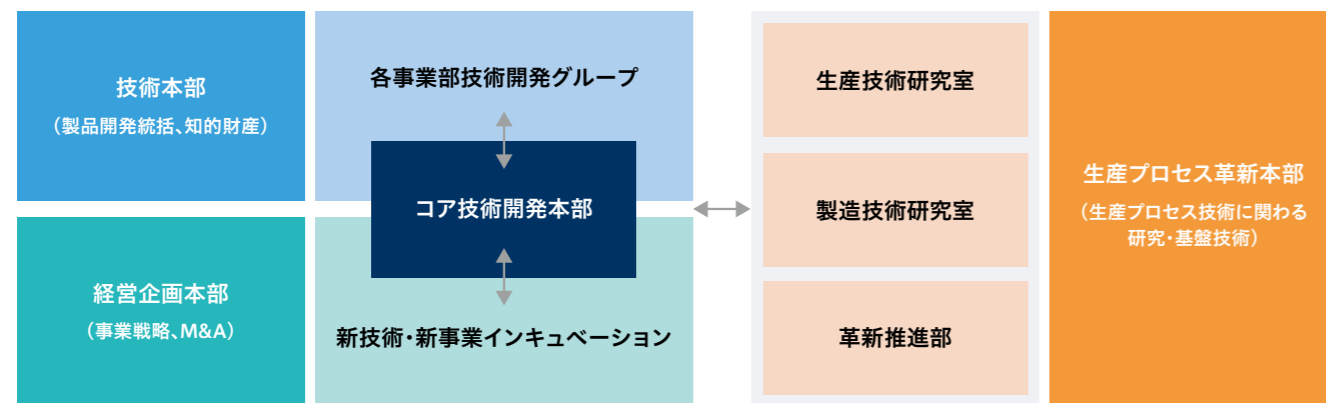 技術本部
（製品開発統括、知的財産）
各事業部技術開発グループ
コア技術開発本部
経営企画本部
（事業戦略、M&A）
新技術・新事業インキュベーション
生産技術研究室
製造技術研究室
革新推進部
生産プロセス革新本部
（生産プロセス技術に関わる
研究・基盤技術）